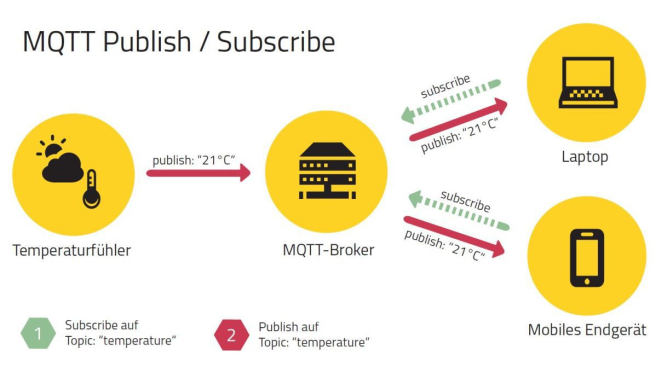 MQTT Publish / Subscribe
subscribe
publish: "21°C"
Laptop
publish: "21°C"
subscribe
publish: "21°C"
Temperaturfühler
MQTT-Broker
Mobiles Endgerät
1
Subscribe auf
Topic: "temperature"
2
Publish auf
Topic: "temperature"